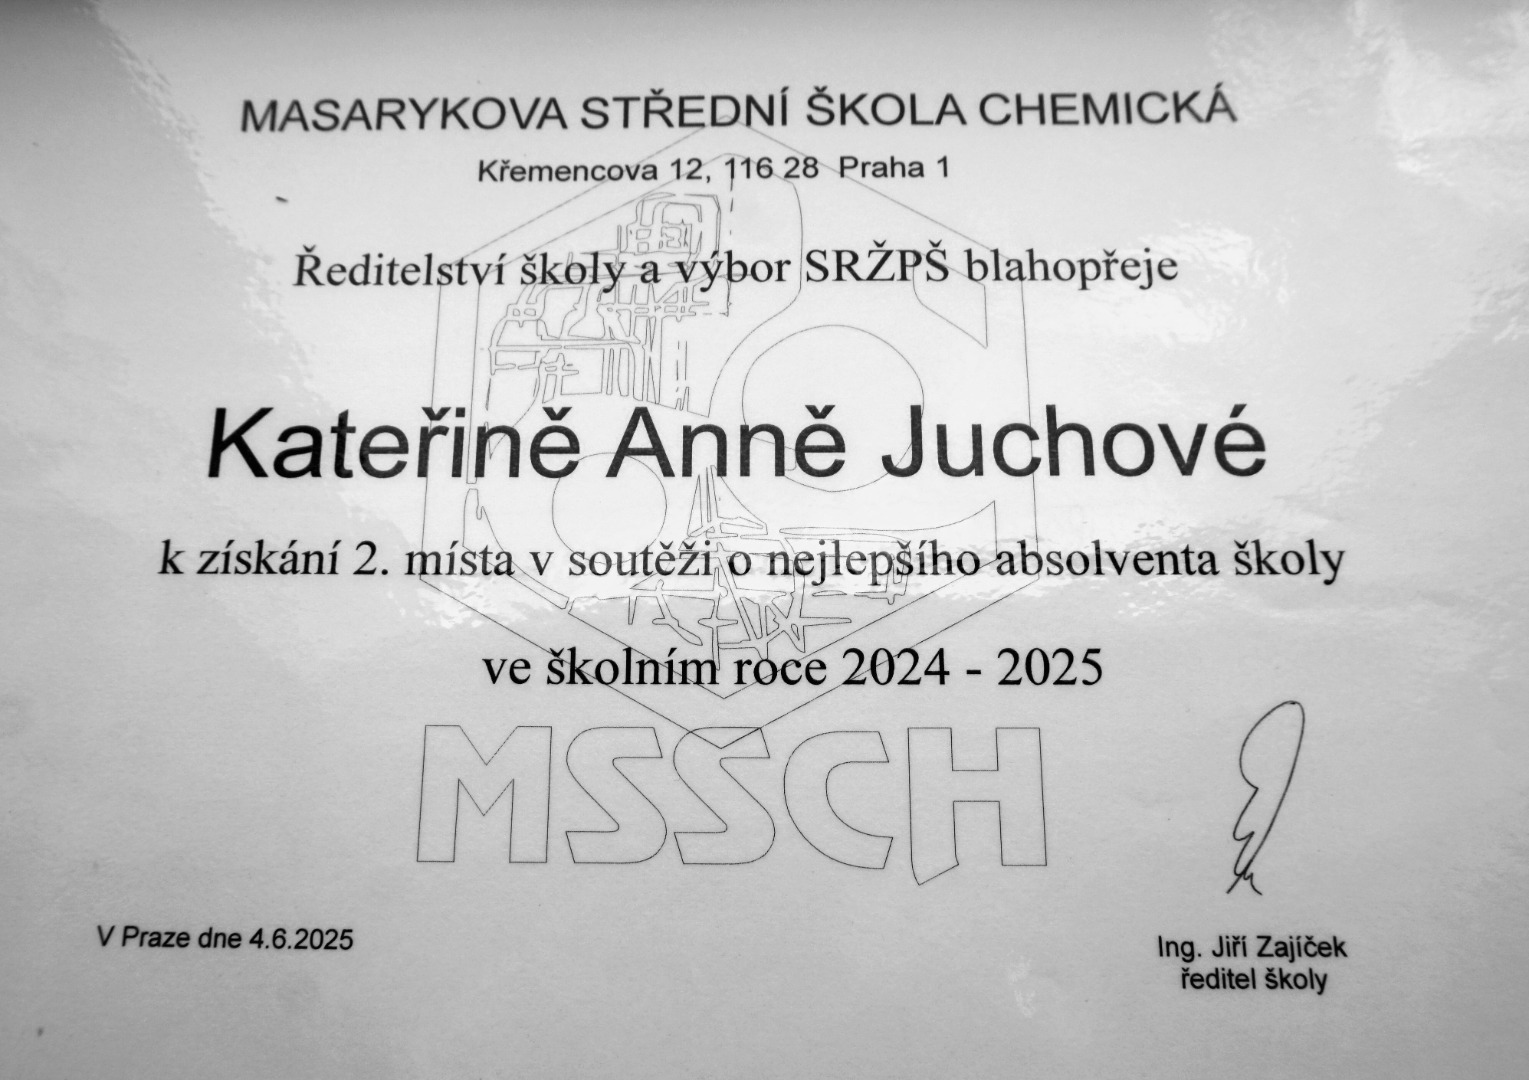 MASARYKOVA STŘEDNÍ ŠKOLA CHEMICKÁ
Křemencova 12, 116 28 Praha 1
Ředitelství školy a výbor SRŽPŠ blahopřeje
Kateřině Anně Juchové
k získání 2. místa v soutěži o nejlepšího absolventa školy
ve školním roce 2024 - 2025
MSSCH
V Praze dne 4.6.2025
Ing. Jiří Zajíček
ředitel školy